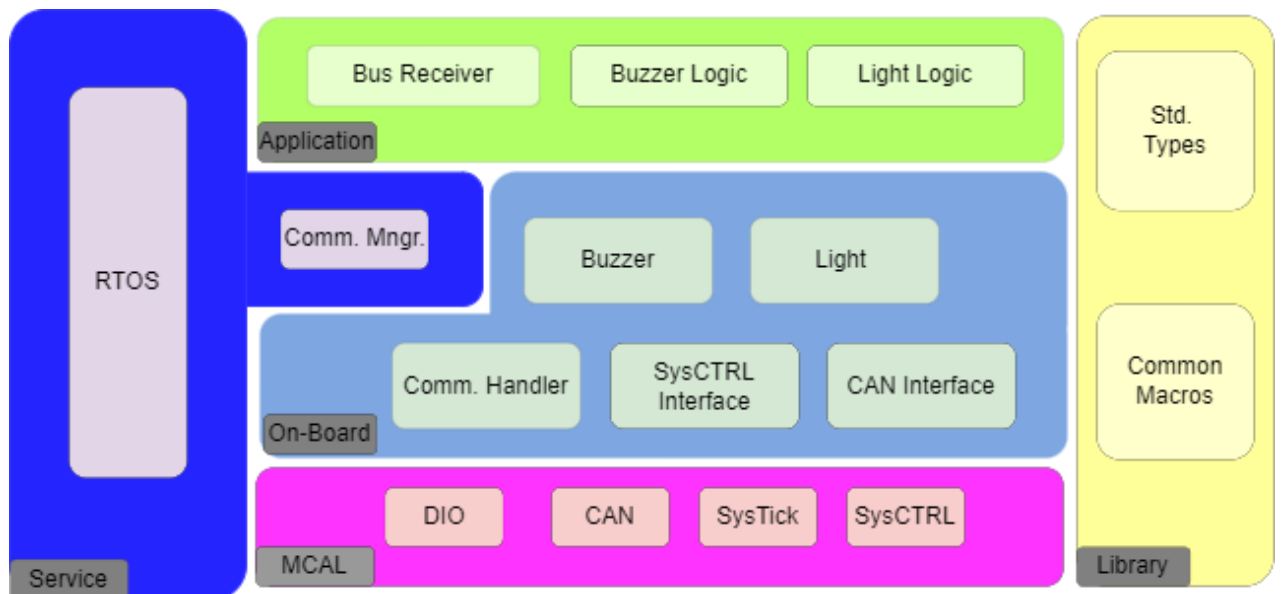 Bus Receiver
Buzzer Logic
Light Logic
Application
Std.
Types
RTOS
Comm. Mngr.
Buzzer
Light
Comm. Handler
SysCTRL
Interface
CAN Interface
On-Board
Common
Macros
DIO
CAN
SysTick
SysCTRL
MCAL
Service
Library